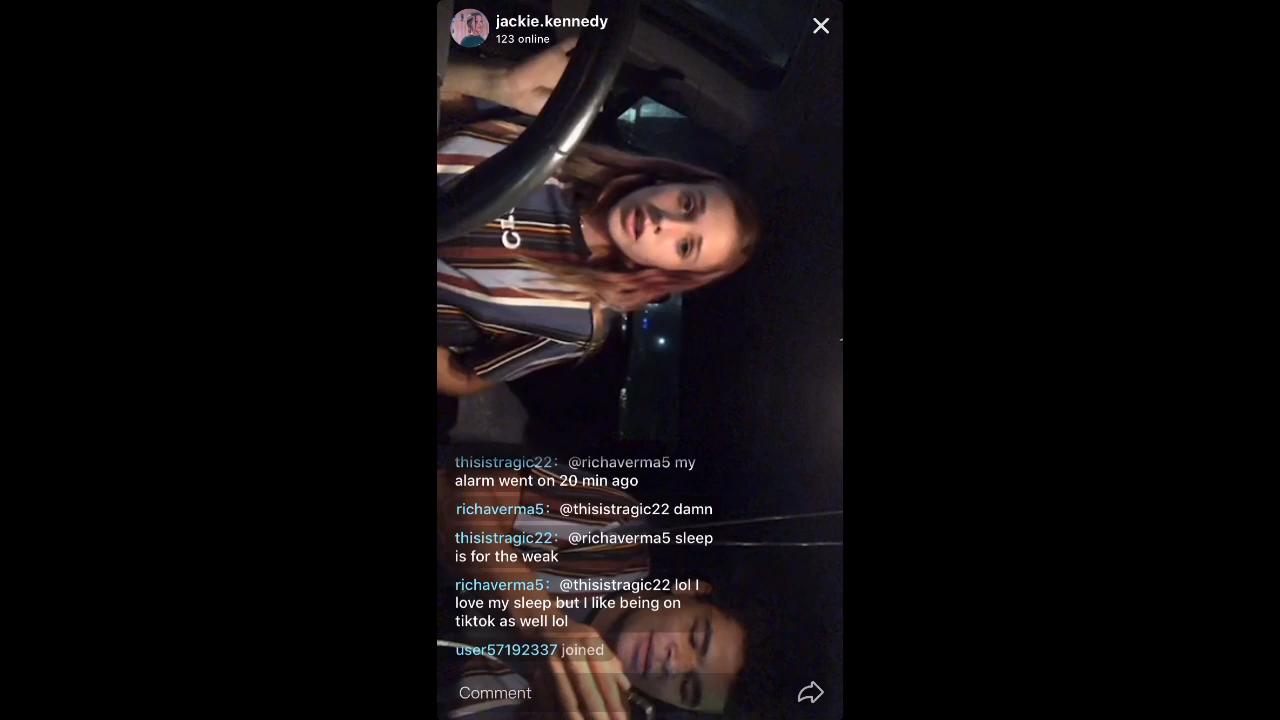 jackie.kennedy
123 online
thisistragic22: @richaverma5 my
alarm went on 20 min ago
richaverma5: @thisistragic22 damn
thisistragic22: @richaverma5 sleep
is for the weak
richaverma5: @thisistragic22 lol I
love my sleep but I like being on
tiktok as well lol
user57192337 joined
Comment